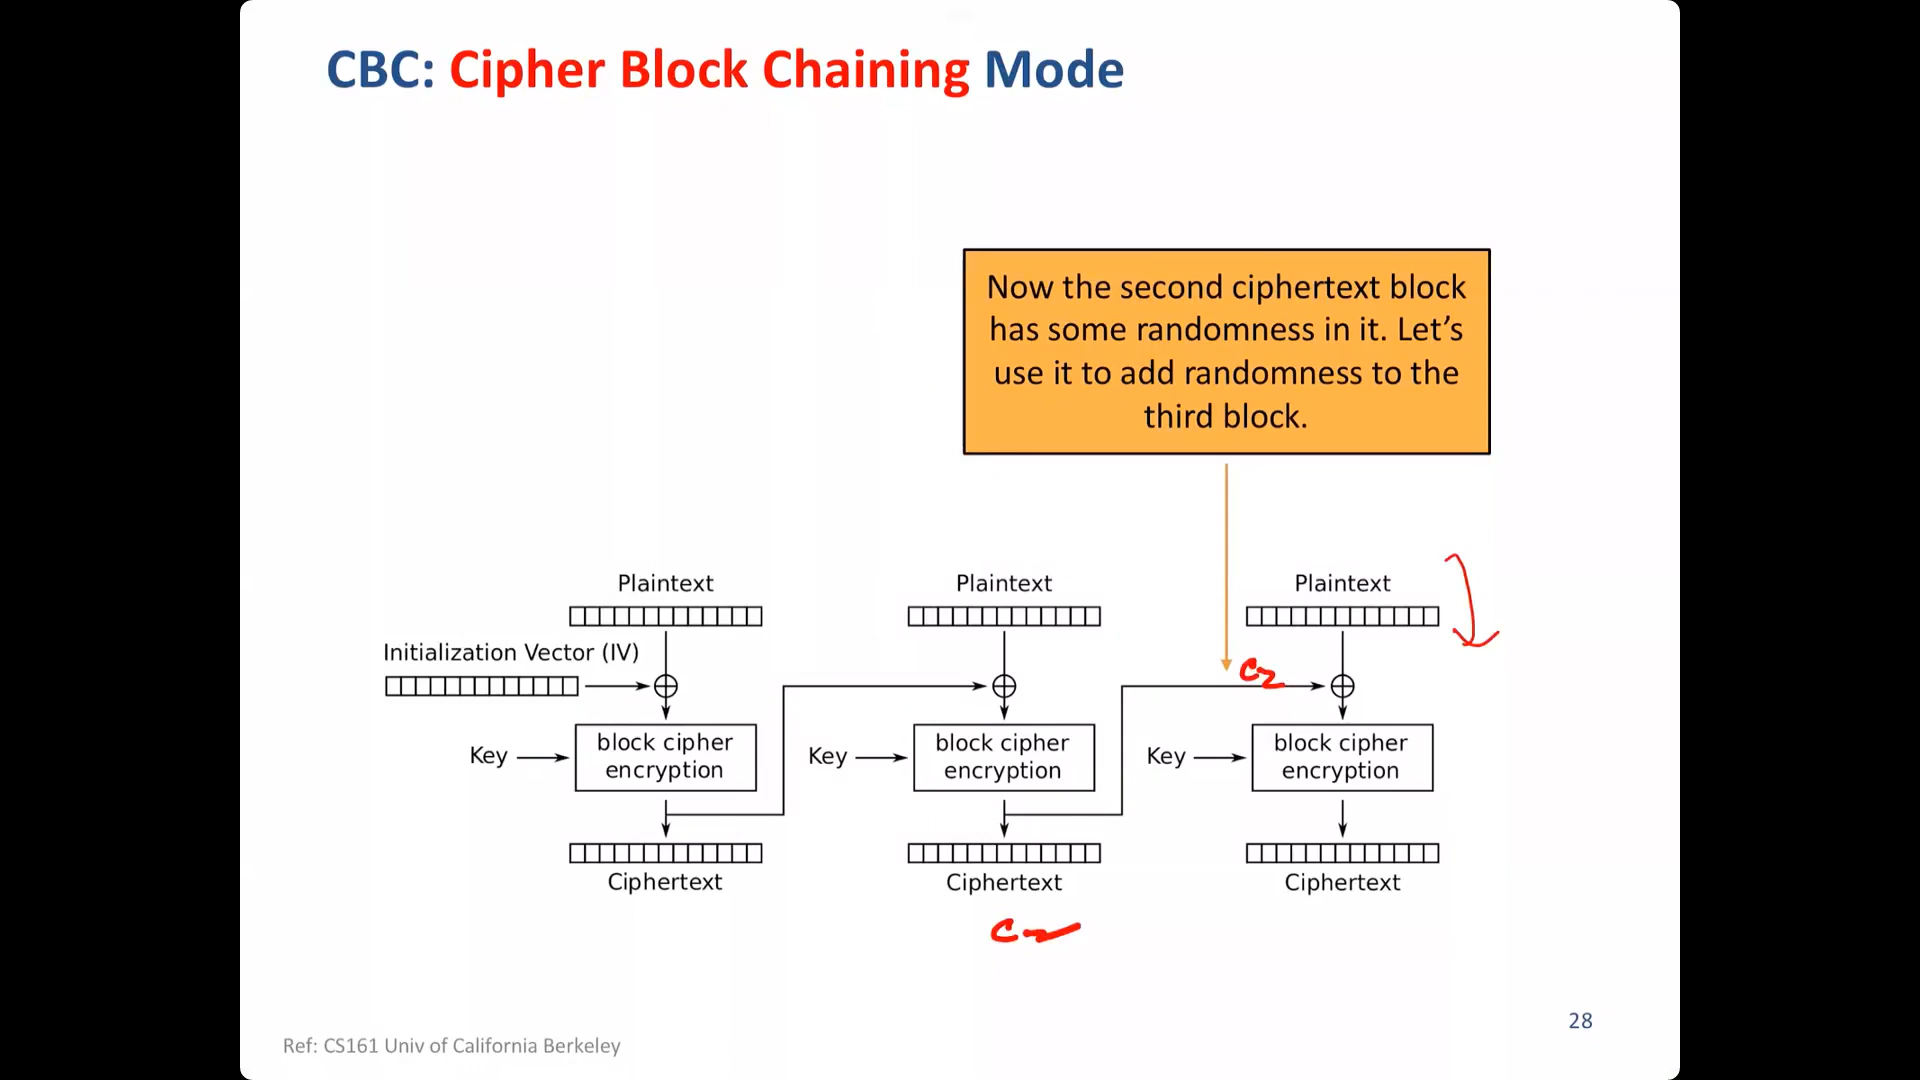 CBC: Cipher Block Chaining Mode
Now the second ciphertext block
has some randomness in it. Let’s
use it to add randomness to the
third block.
Plaintext
Plaintext
Plaintext
Initialization Vector (IV)
C2
Key
block cipher
encryption
Key
block cipher
encryption
Key
block cipher
encryption
Ciphertext
Ciphertext
Ciphertext
C2
28
Ref: CS161 Univ of California Berkeley